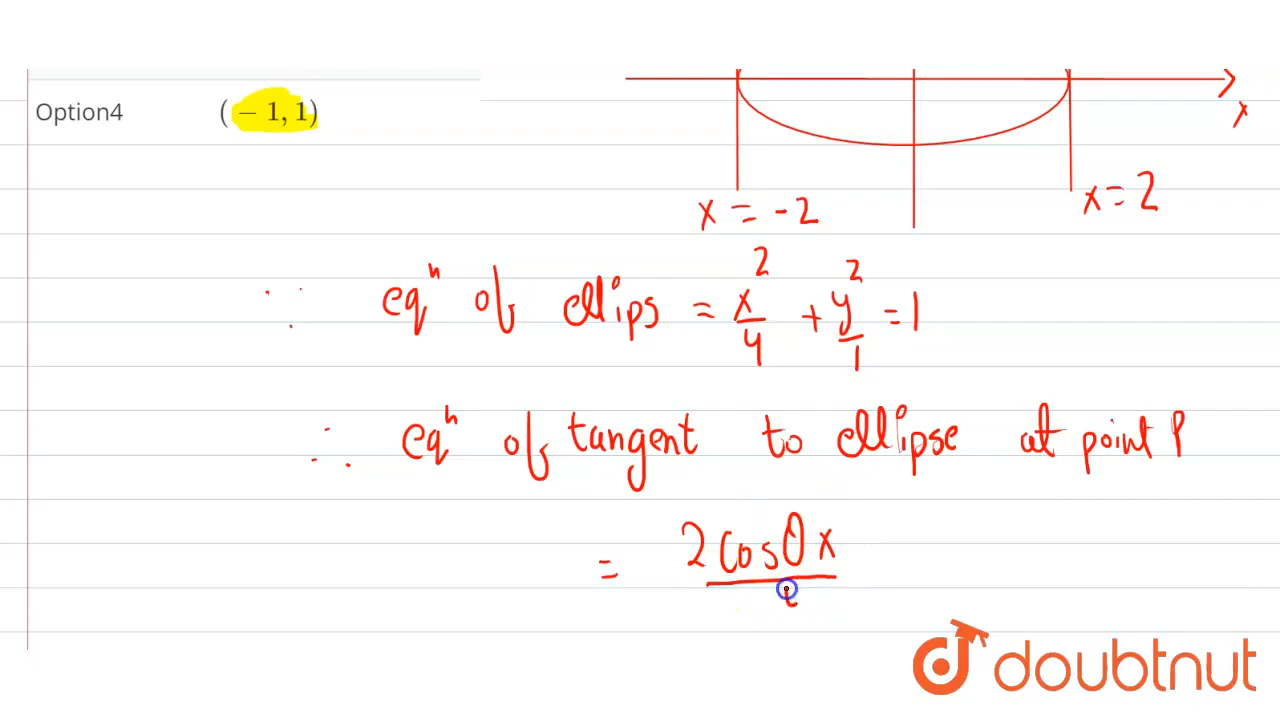 Option4 (−1, 1)
x
x = -2
x = 2
∵ eqⁿ of ellips = x²/4 + y²/1 = 1
∴ eqⁿ of tangent to ellipse at point P
= 2cosθx
doubtnut